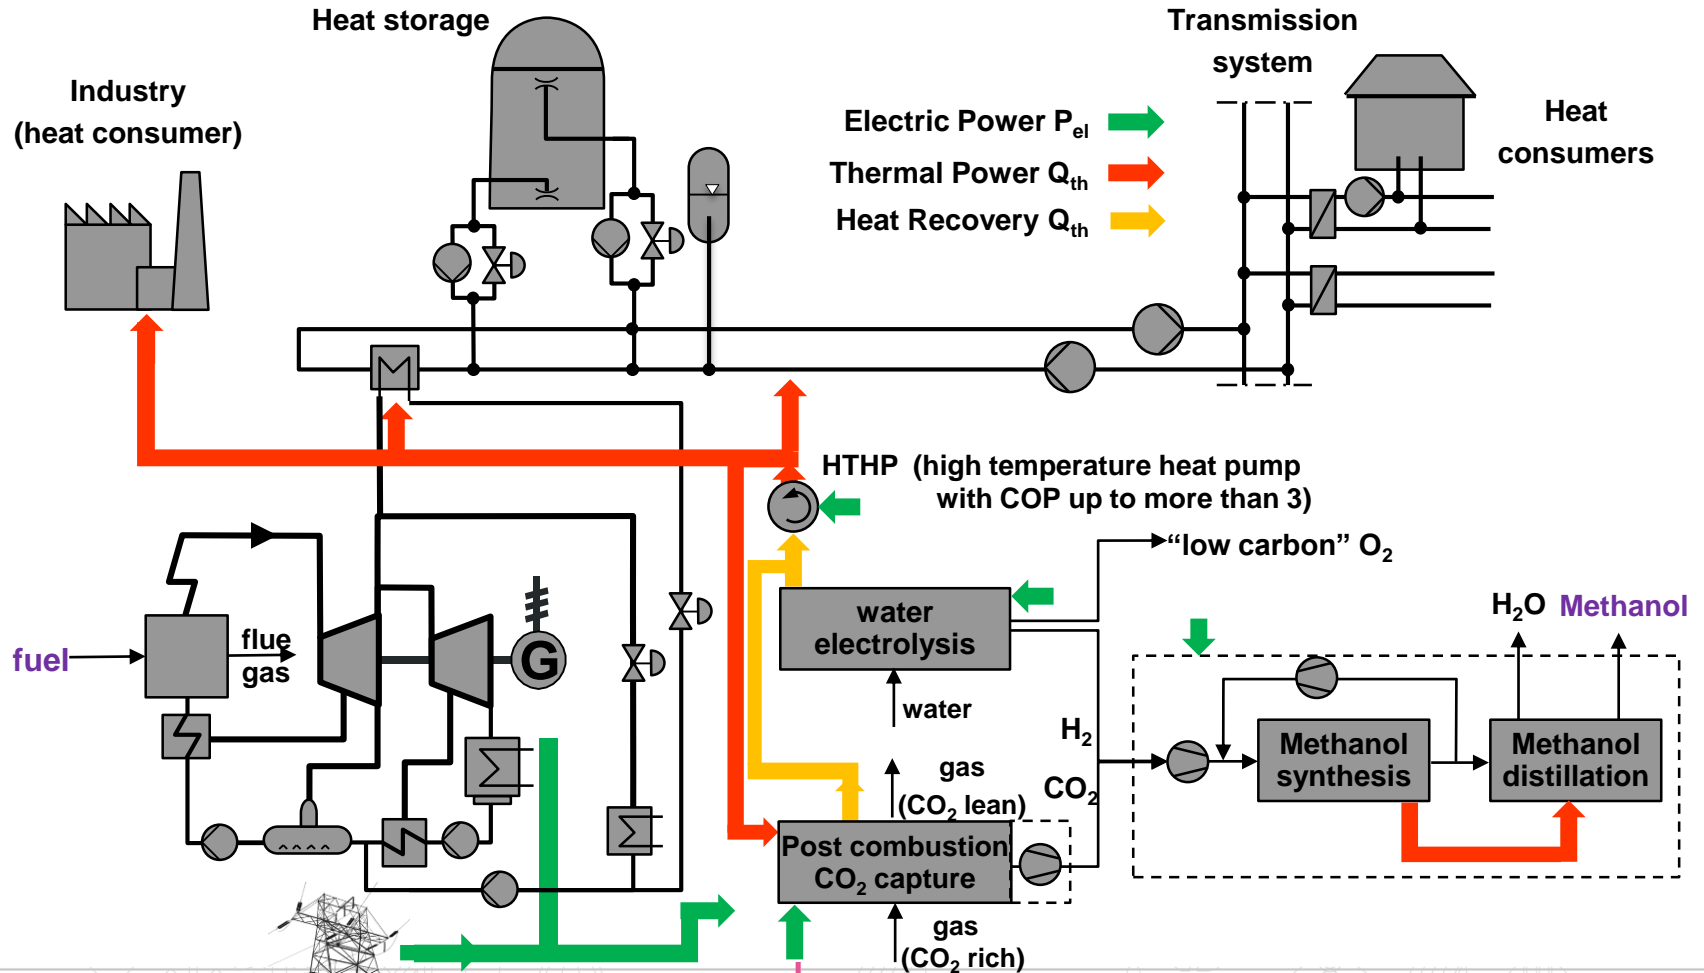 Heat storage
Transmission
system
Industry
(heat consumer)
Heat
consumers
Electric Power Pel
Thermal Power Qth
Heat Recovery Qth
HTHP (high temperature heat pump
with COP up to more than 3)
"low carbon" O2
water
electrolysis
H2O
Methanol
fuel
flue
gas
G
water
H2
CO2
gas
(CO2 lean)
Methanol
synthesis
Methanol
distillation
Post combustion
CO2 capture
gas
(CO2 rich)